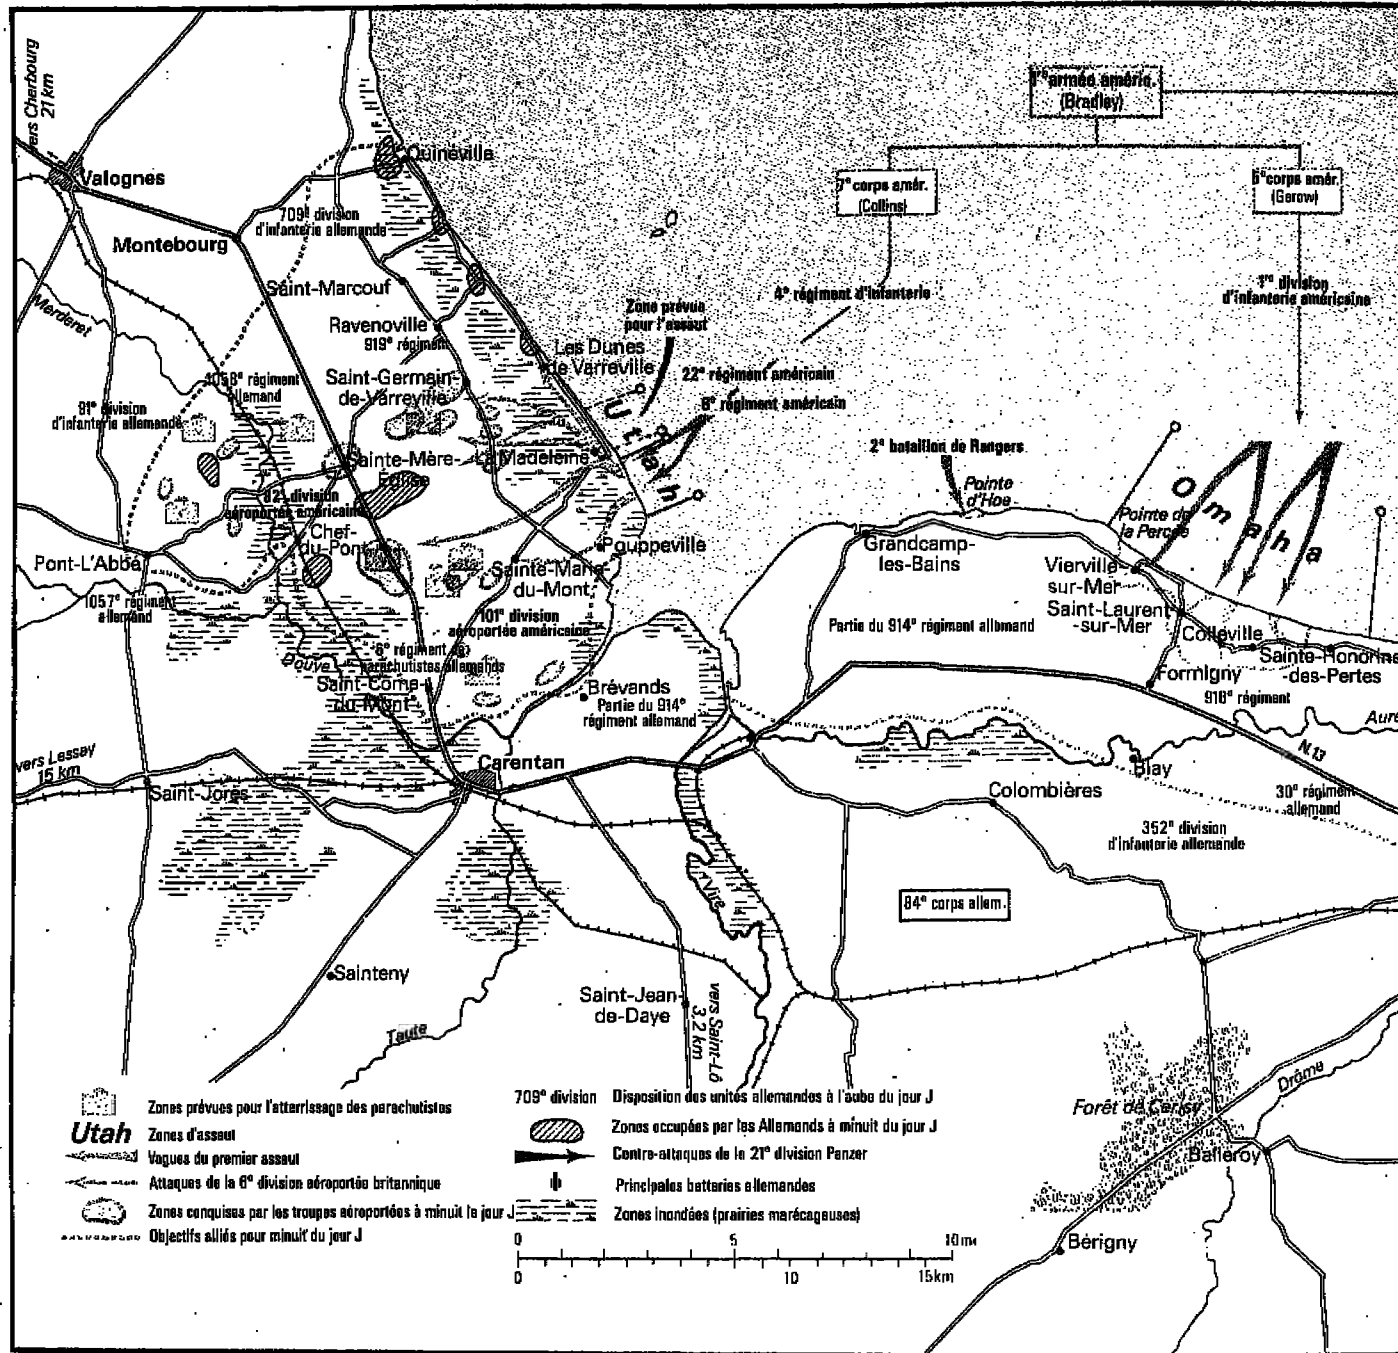 vers Cherbourg
21 km
1re armée améric.
(Bradley)
7e corps amér.
(Collins)
5e corps amér.
(Gerow)
Quinéville
Valognes
709e division
d'infanterie allemande
Montebourg
Saint-Marcouf
Merderet
Ravenoville
919e régiment
4e régiment d'infanterie
1re division
d'infanterie américaine
Zone prévue
pour l'assaut
Les Dunes
de Varreville
22e régiment américain
8e régiment américain
1058e régiment
allemand
Saint-Germain-
de-Varreville
91e division
d'infanterie allemande
Utah
La Madeleine
Sainte-Mère-
Église
2e bataillon de Rangers
Pointe
d'Hoe
Omaha
Pointe de
la Percée
82e division
aéroportée américaine
Chef-
du-Pont
Pont-L'Abbé
Pouppeville
Sainte-Marie-
du-Mont
Grandcamp-
les-Bains
Vierville
sur-Mer
Saint-Laurent
-sur-Mer
Colleville
Sainte-Honorine
-des-Pertes
1057e régiment
allemand
101e division
aéroportée américaine
Partie du 914e régiment allemand
6e régiment de
parachutistes allemands
Douve
Saint-Côme-
du-Mont
Brévands
Partie du 914e
régiment allemand
Formigny
916e régiment
Aure
N.13
vers Lessay
15 km
Carentan
Saint-Jores
Blay
Colombières
30e régiment
allemand
352e division
d'infanterie allemande
84e corps allem.
Vire
Sainteny
Saint-Jean-
de-Daye
vers Saint-Lô
3,2 km
Taute
Forêt de Cerisy
Drôme
Balleroy
Bérigny
Zones prévues pour l'atterrissage des parachutistes
Utah Zones d'assaut
Vagues du premier assaut
Attaques de la 6e division aéroportée britannique
Zones conquises par les troupes aéroportées à minuit le jour J
Objectifs alliés pour minuit du jour J
709e division Disposition des unités allemandes à l'aube du jour J
Zones occupées par les Allemands à minuit du jour J
Contre-attaques de la 21e division Panzer
Principales batteries allemandes
Zones inondées (prairies marécageuses)
0 5 10 mi
0 10 15 km